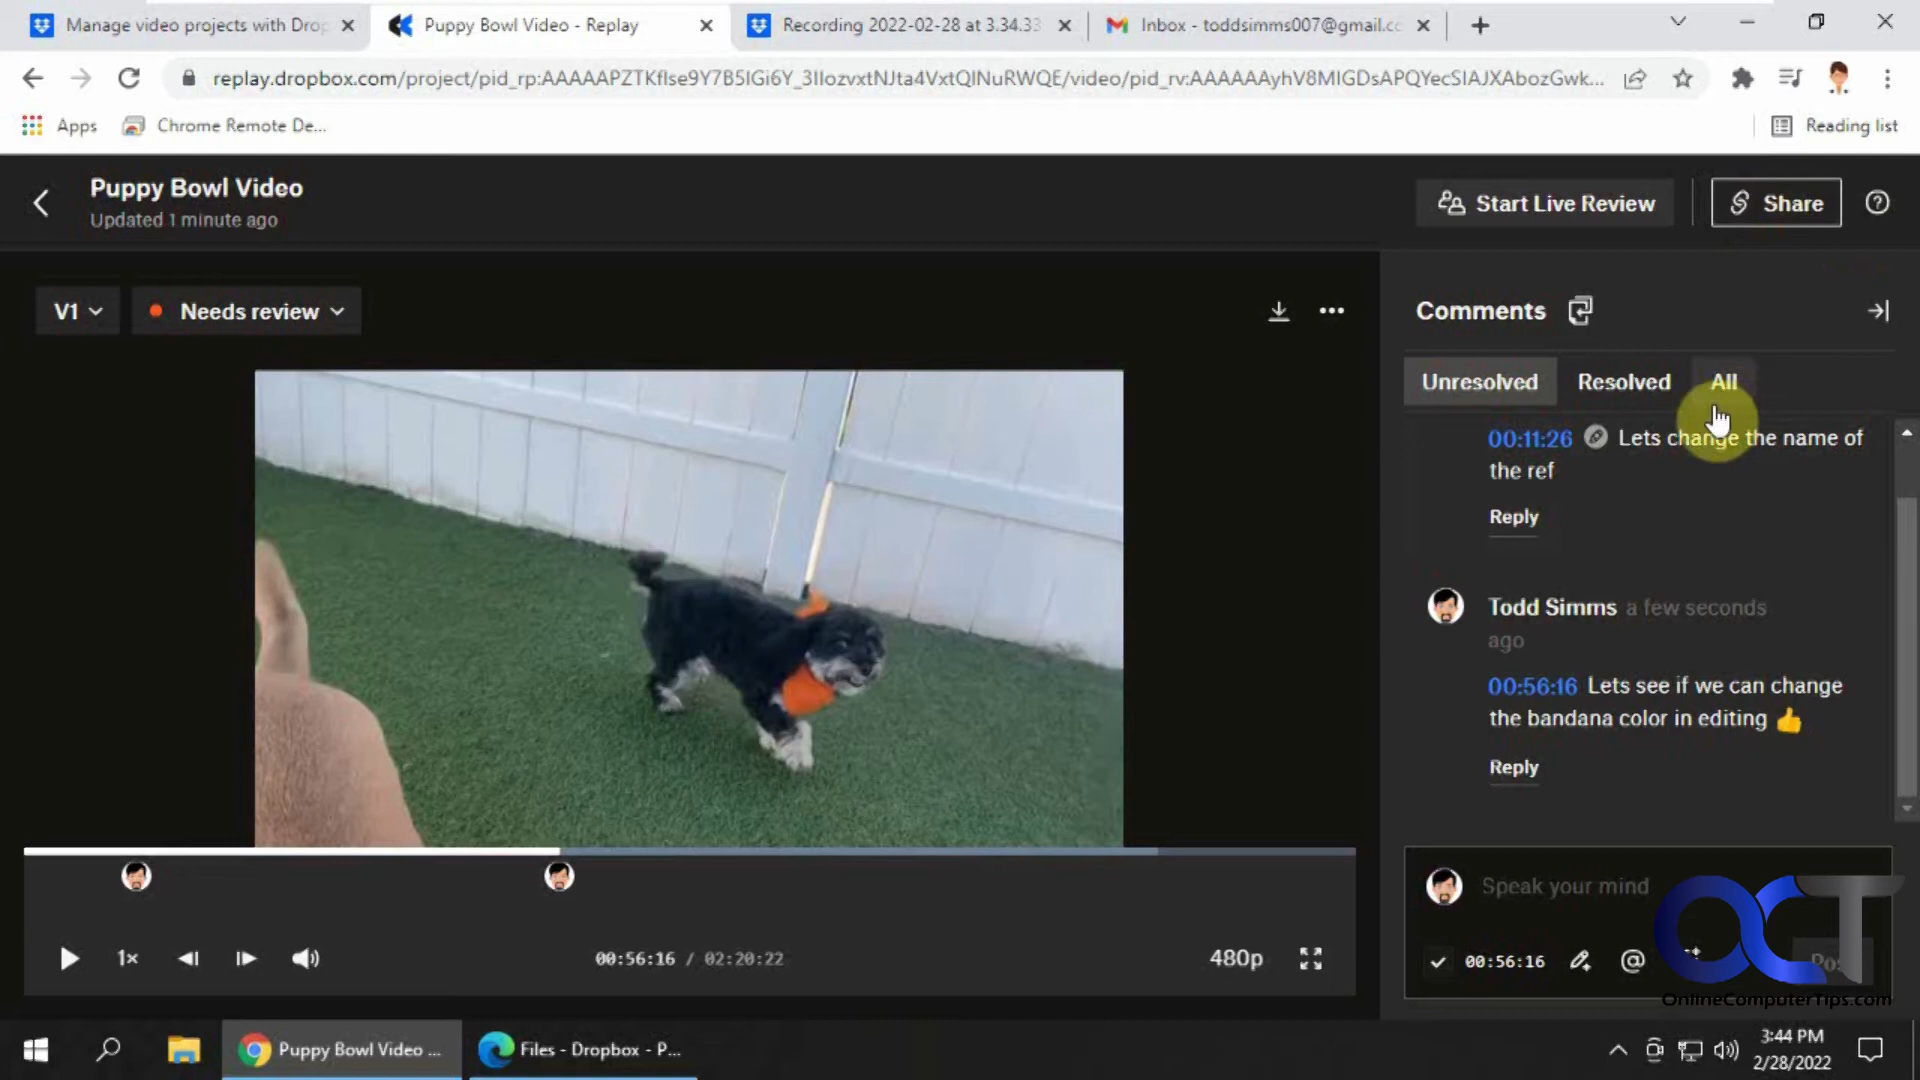 Manage video projects with Drop
Puppy Bowl Video - Replay
Recording 2022-02-28 at 3.34.33
Inbox - toddsimms007@gmail.co
replay.dropbox.com/project/pid_rp:AAAAAPZTKflse9Y7B5IGi6Y_3IIozvxtNJta4VxtQlNuRWQE/video/pid_rv:AAAAAAyhV8MIGDsAPQYecSIAJXAbozGwk...
Apps
Chrome Remote De...
Reading list
Puppy Bowl Video
Updated 1 minute ago
Start Live Review
Share
V1
Needs review
Comments
Unresolved
Resolved
All
00:11:26 Lets change the name of
the ref
Reply
Todd Simms a few seconds
ago
00:56:16 Lets see if we can change
the bandana color in editing 👍
Reply
Speak your mind
00:56:16
1x
00:56:16 / 02:20:22
480p
OCT
OnlineComputerTips.com
Puppy Bowl Video ...
Files - Dropbox - P...
3:44 PM
2/28/2022